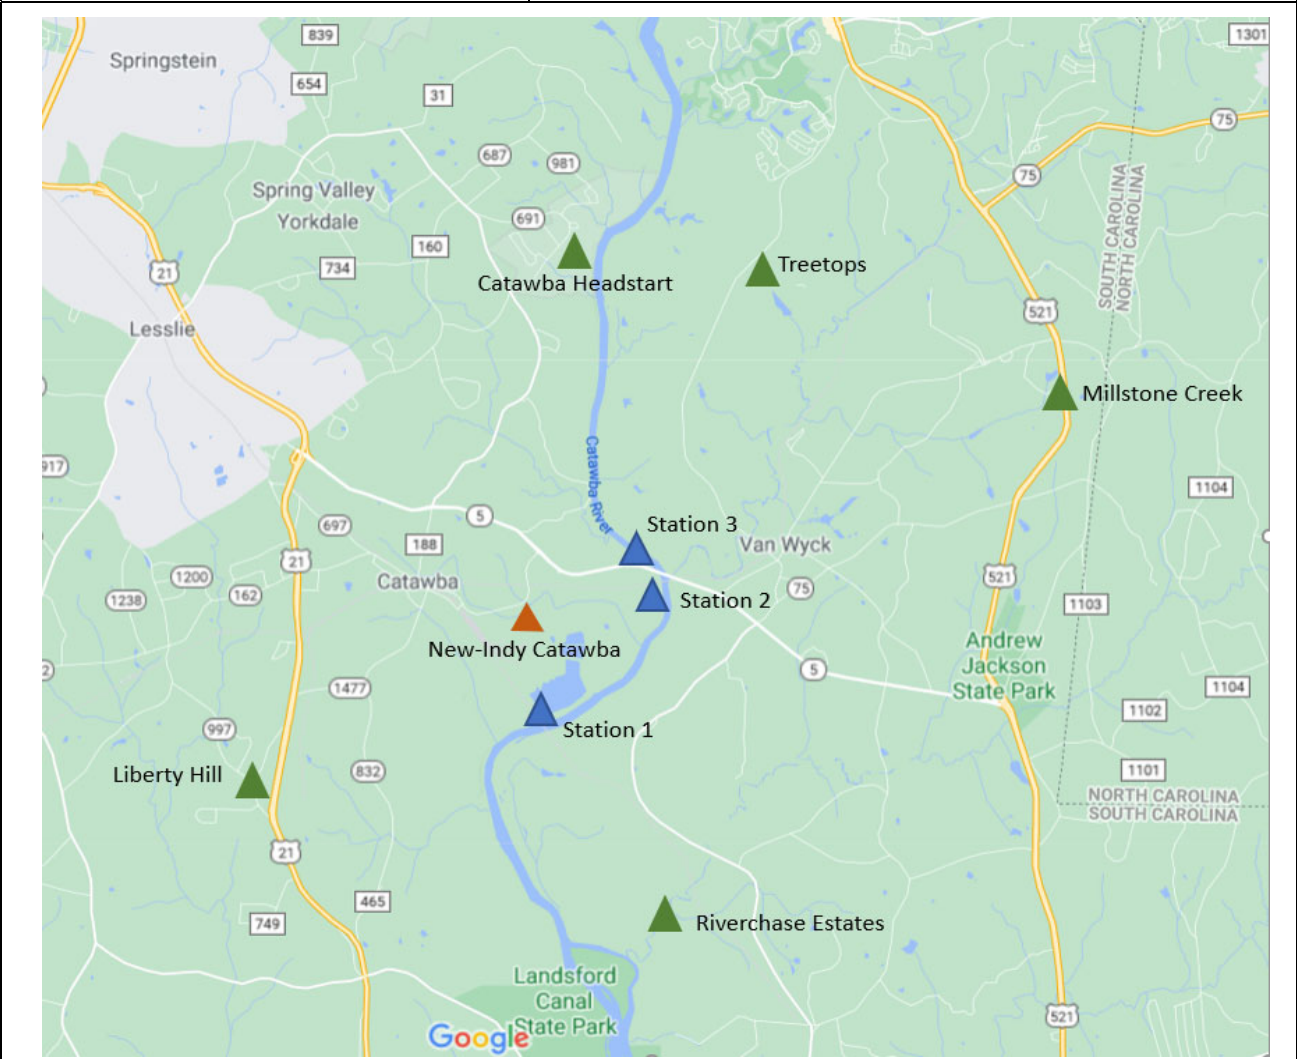 839
1301
Springstein
654
31
75
687
981
75
Spring Valley
Yorkdale
691
160
734
SOUTH CAROLINA
NORTH CAROLINA
21
Catawba Headstart
Treetops
521
Lesslie
Millstone Creek
Catawba River
917
1104
5
697
188
Station 3
Van Wyck
21
1200
162
1238
Catawba
521
75
1103
Station 2
New-Indy Catawba
Andrew
Jackson
State Park
5
2
1477
1104
1102
997
Station 1
Liberty Hill
832
1101
NORTH CAROLINA
SOUTH CAROLINA
21
465
749
Riverchase Estates
Landsford
Canal
State Park
Google
521